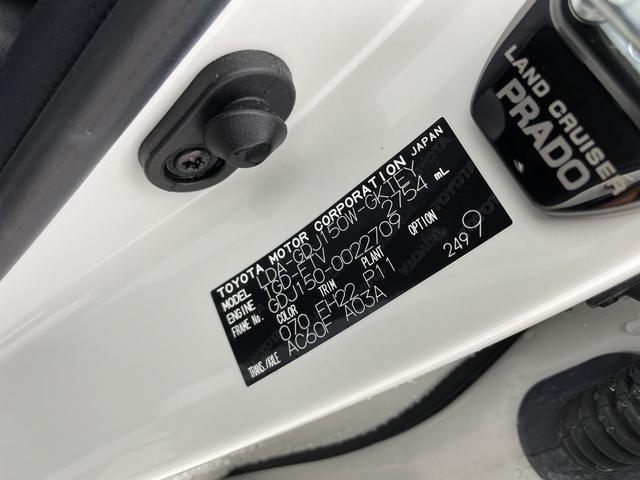 LAND CRUISER
PRADO
TOYOTA MOTOR CORPORATION JAPAN
MODEL LDA-GDJ150W-GKTEY
ENGINE 1GD-FTV 2754 mL
FRAME No. GDJ150-0022709
COLOR TRIM PLANT OPTION
070 EH22 P11 2499
TRANS./AXLE AC60F A03A